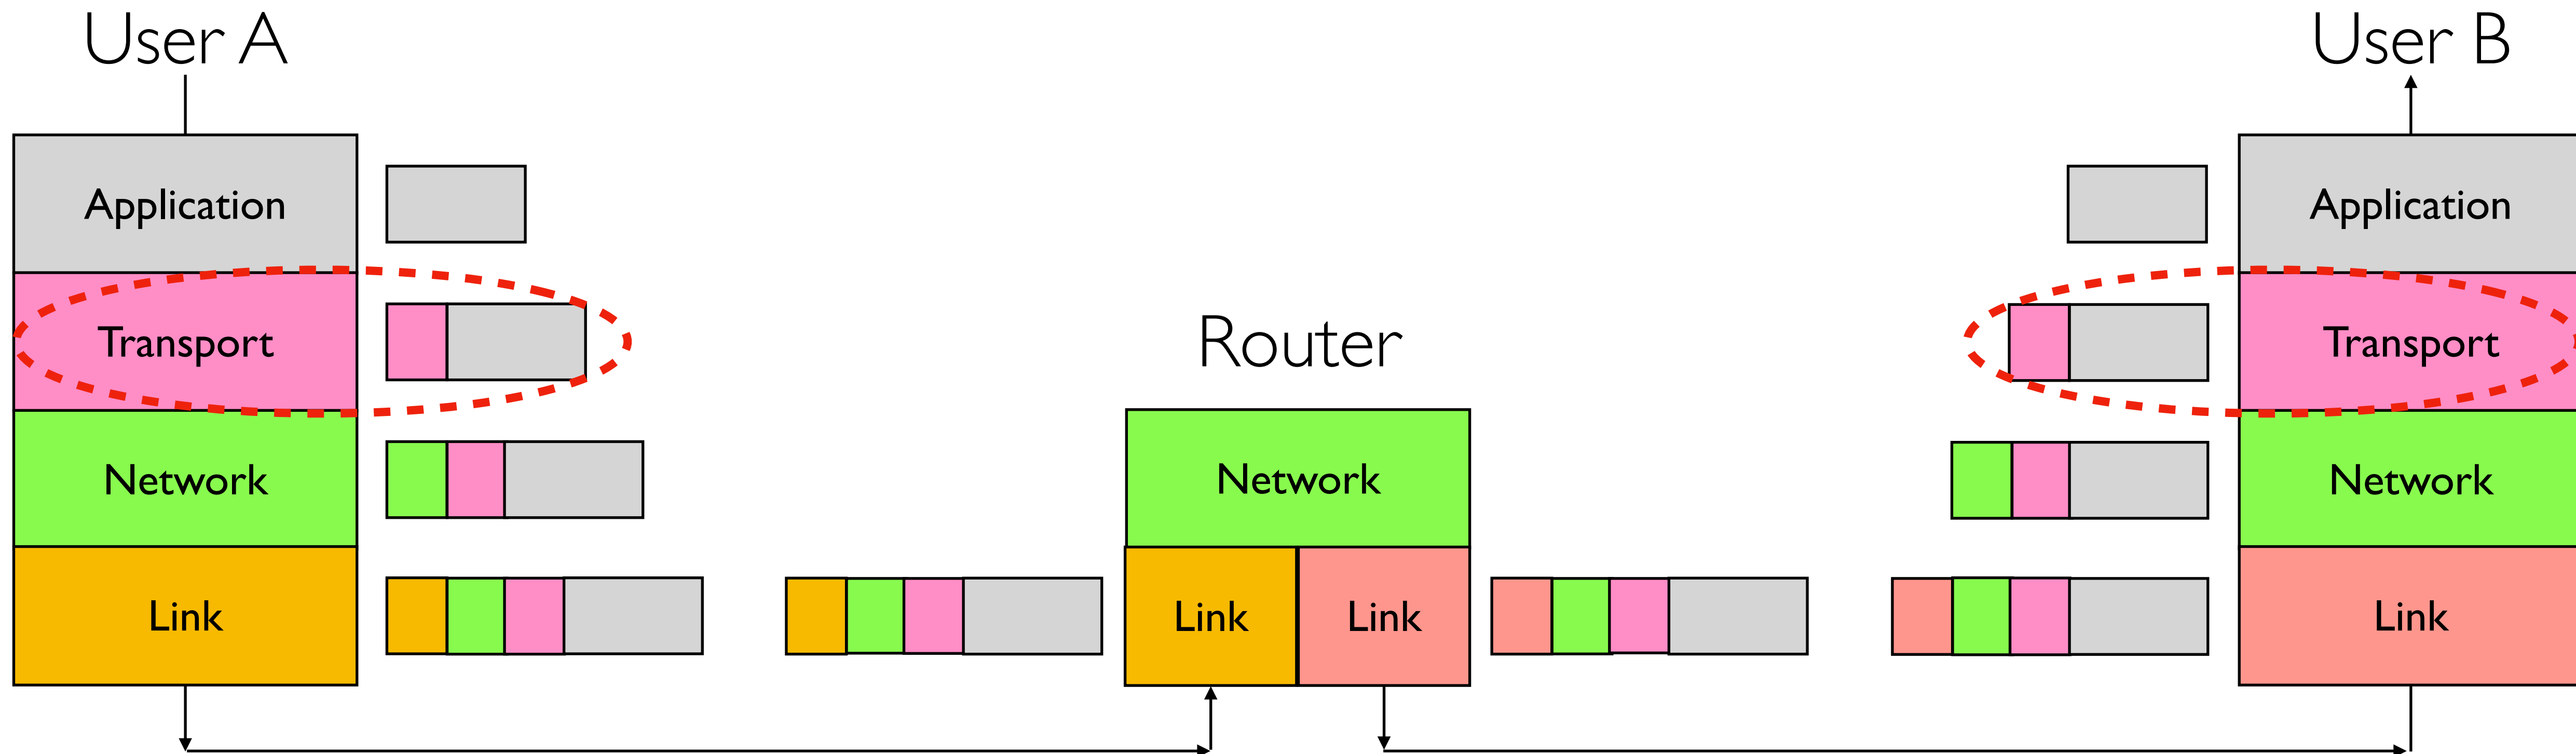 User A
User B
Application
Transport
Network
Link
Router
Network
Link
Link
Application
Transport
Network
Link